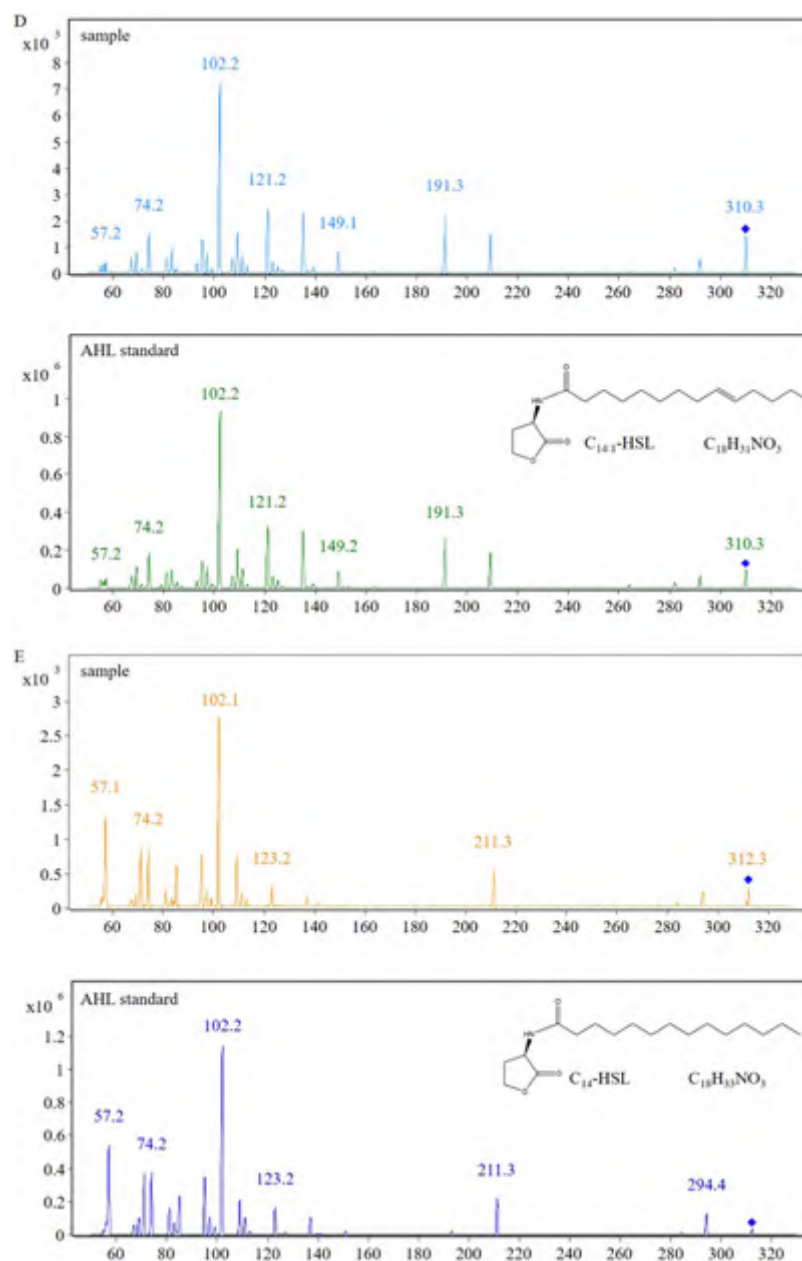 D
x10 3
sample
8
7
6
5
4
3
2
1
0
102.2
121.2
74.2
57.2
149.1
191.3
310.3
60 80 100 120 140 160 180 200 220 240 260 280 300 320
x10 6
AHL standard
1
0.8
0.6
0.4
0.2
0
102.2
121.2
74.2
57.2
149.2
191.3
310.3
O
HN
O
O
C14:1-HSL C18H31NO3
60 80 100 120 140 160 180 200 220 240 260 280 300 320
E
x10 3
sample
3
2.5
2
1.5
1
0.5
0
102.1
57.1
74.2
123.2
211.3
312.3
60 80 100 120 140 160 180 200 220 240 260 280 300 320
x10 6
AHL standard
1.2
1
0.8
0.6
0.4
0.2
0
102.2
57.2
74.2
123.2
211.3
294.4
O
HN
O
O
C14-HSL C18H33NO3
60 80 100 120 140 160 180 200 220 240 260 280 300 320